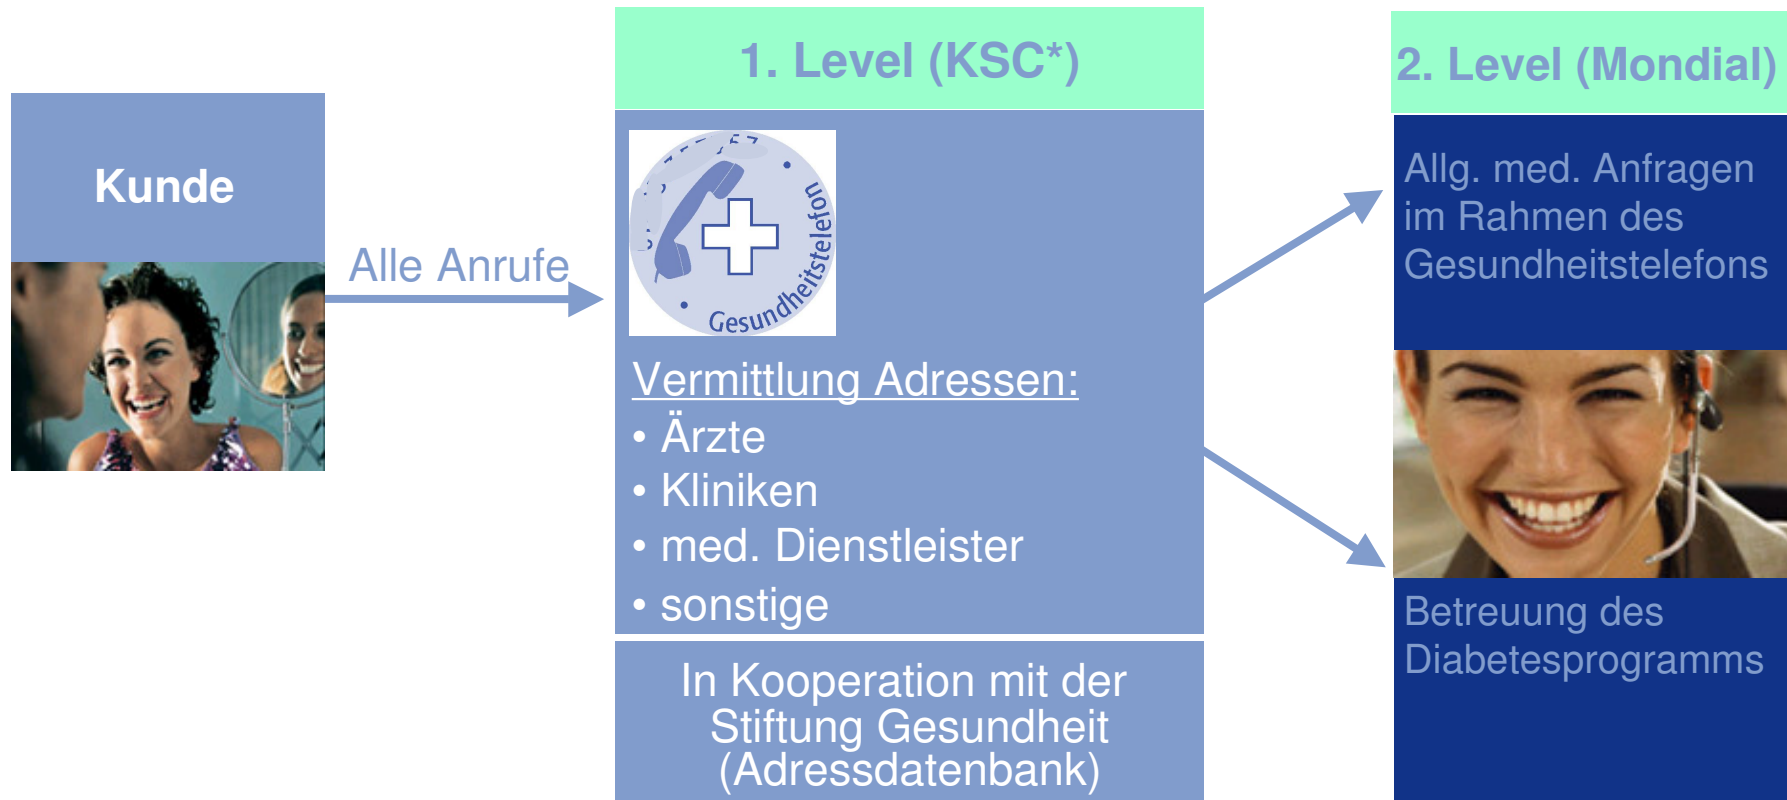 Kunde
Alle Anrufe
1. Level (KSC*)
Gesundheitstelefon
Vermittlung Adressen:
• Ärzte
• Kliniken
• med. Dienstleister
• sonstige
In Kooperation mit der
Stiftung Gesundheit
(Adressdatenbank)
2. Level (Mondial)
Allg. med. Anfragen
im Rahmen des
Gesundheitstelefons
Betreuung des
Diabetesprogramms